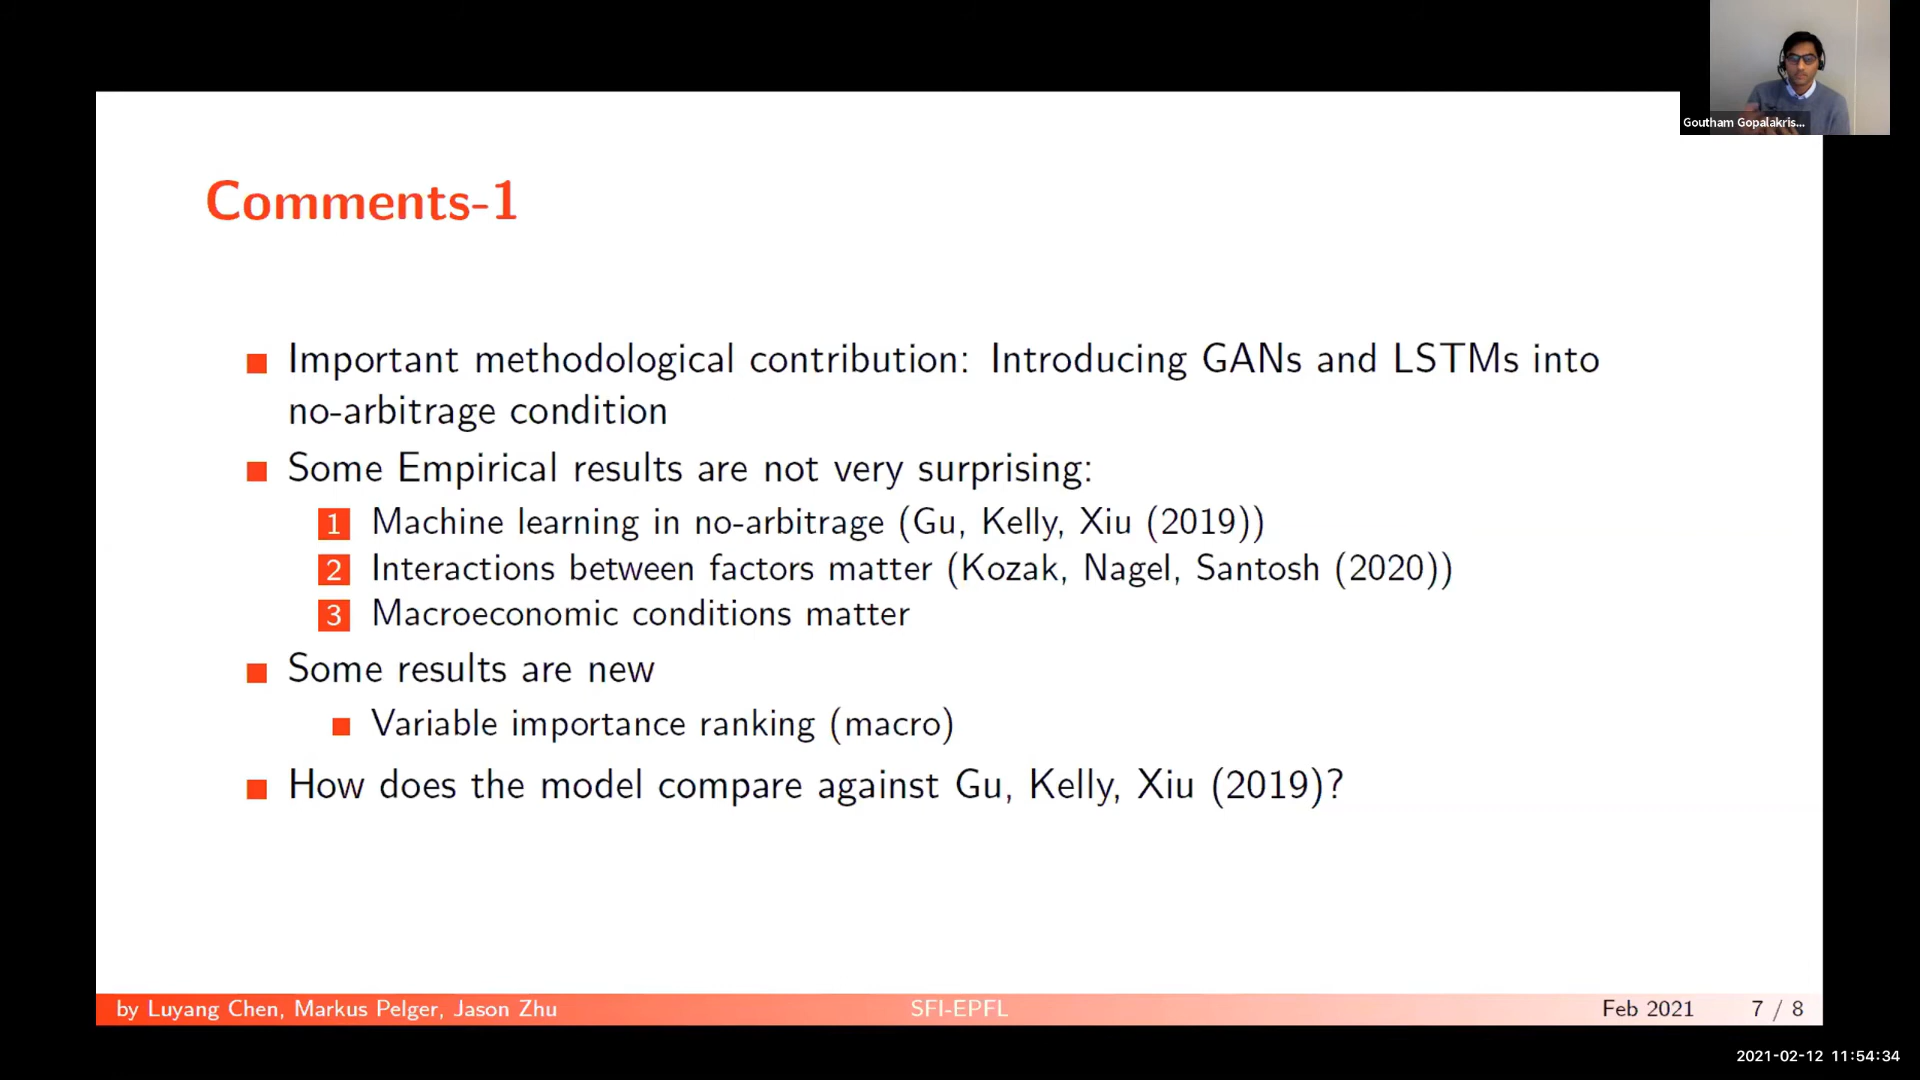 Goutham Gopalakris...
Comments-1
Important methodological contribution: Introducing GANs and LSTMs into
no-arbitrage condition
Some Empirical results are not very surprising:
1 Machine learning in no-arbitrage (Gu, Kelly, Xiu (2019))
2 Interactions between factors matter (Kozak, Nagel, Santosh (2020))
3 Macroeconomic conditions matter
Some results are new
Variable importance ranking (macro)
How does the model compare against Gu, Kelly, Xiu (2019)?
by Luyang Chen, Markus Pelger, Jason Zhu SFI-EPFL Feb 2021 7 / 8
2021-02-12 11:54:34